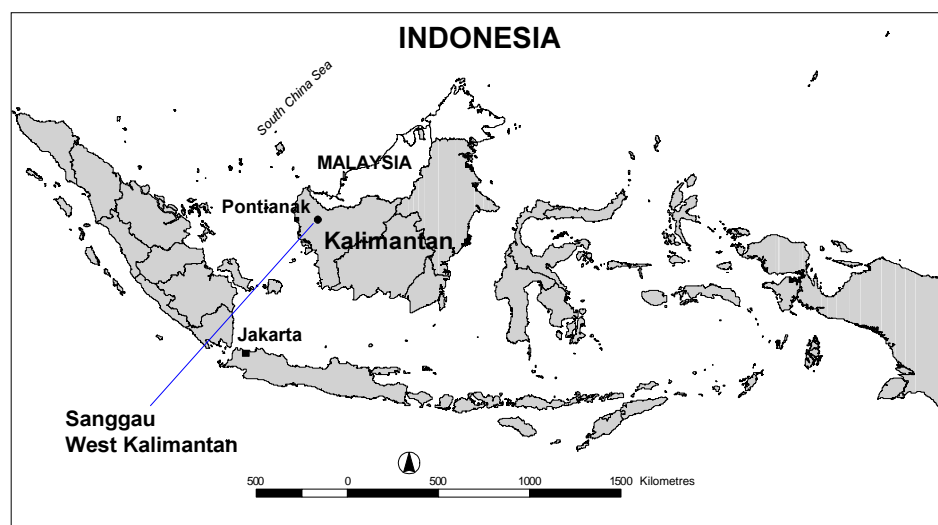 INDONESIA
South China Sea
MALAYSIA
Pontianak
Kalimantan
Jakarta
Sanggau
West Kalimantan
500 0 500 1000 1500 Kilometres